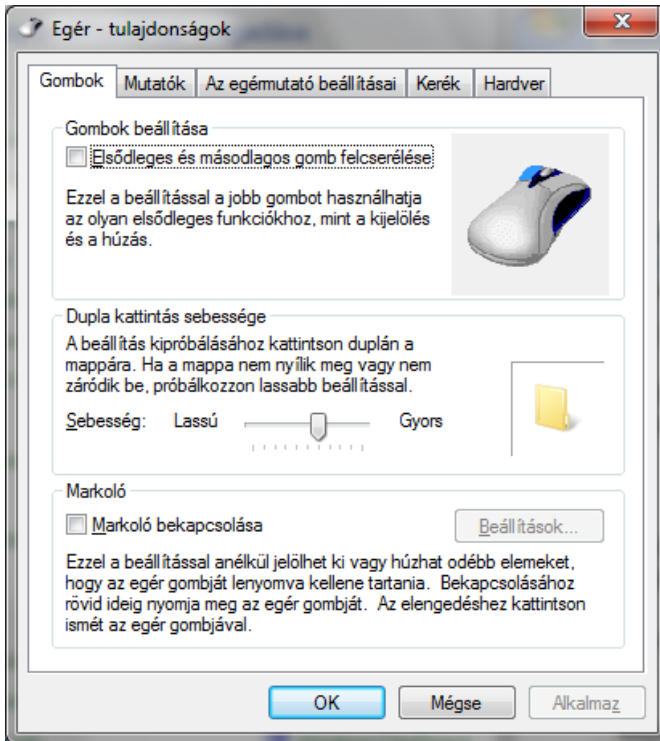 Egér - tulajdonságok
Gombok Mutatók Az egérmutató beállításai Kerék Hardver
Gombok beállítása
Elsődleges és másodlagos gomb felcserélése
Ezzel a beállítással a jobb gombot használhatja
az olyan elsődleges funkciókhoz, mint a kijelölés
és a húzás.
Dupla kattintás sebessége
A beállítás kipróbálásához kattintson duplán a
mappára. Ha a mappa nem nyílik meg vagy nem
záródik be, próbálkozzon lassabb beállítással.
Sebesség: Lassú Gyors
Markoló
Markoló bekapcsolása Beállítások...
Ezzel a beállítással anélkül jelölhet ki vagy húzhat odébb elemeket,
hogy az egér gombját lenyomva kellene tartania. Bekapcsolásához
rövid ideig nyomja meg az egér gombját. Az elengedéshez kattintson
ismét az egér gombjával.
OK Mégse Alkalmaz